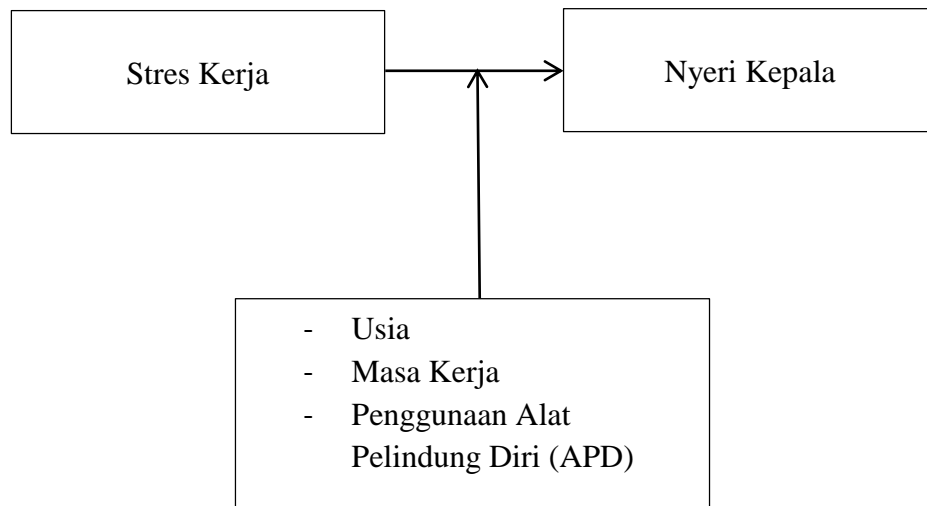 Stres Kerja
Nyeri Kepala
- Usia
- Masa Kerja
- Penggunaan Alat
Pelindung Diri (APD)